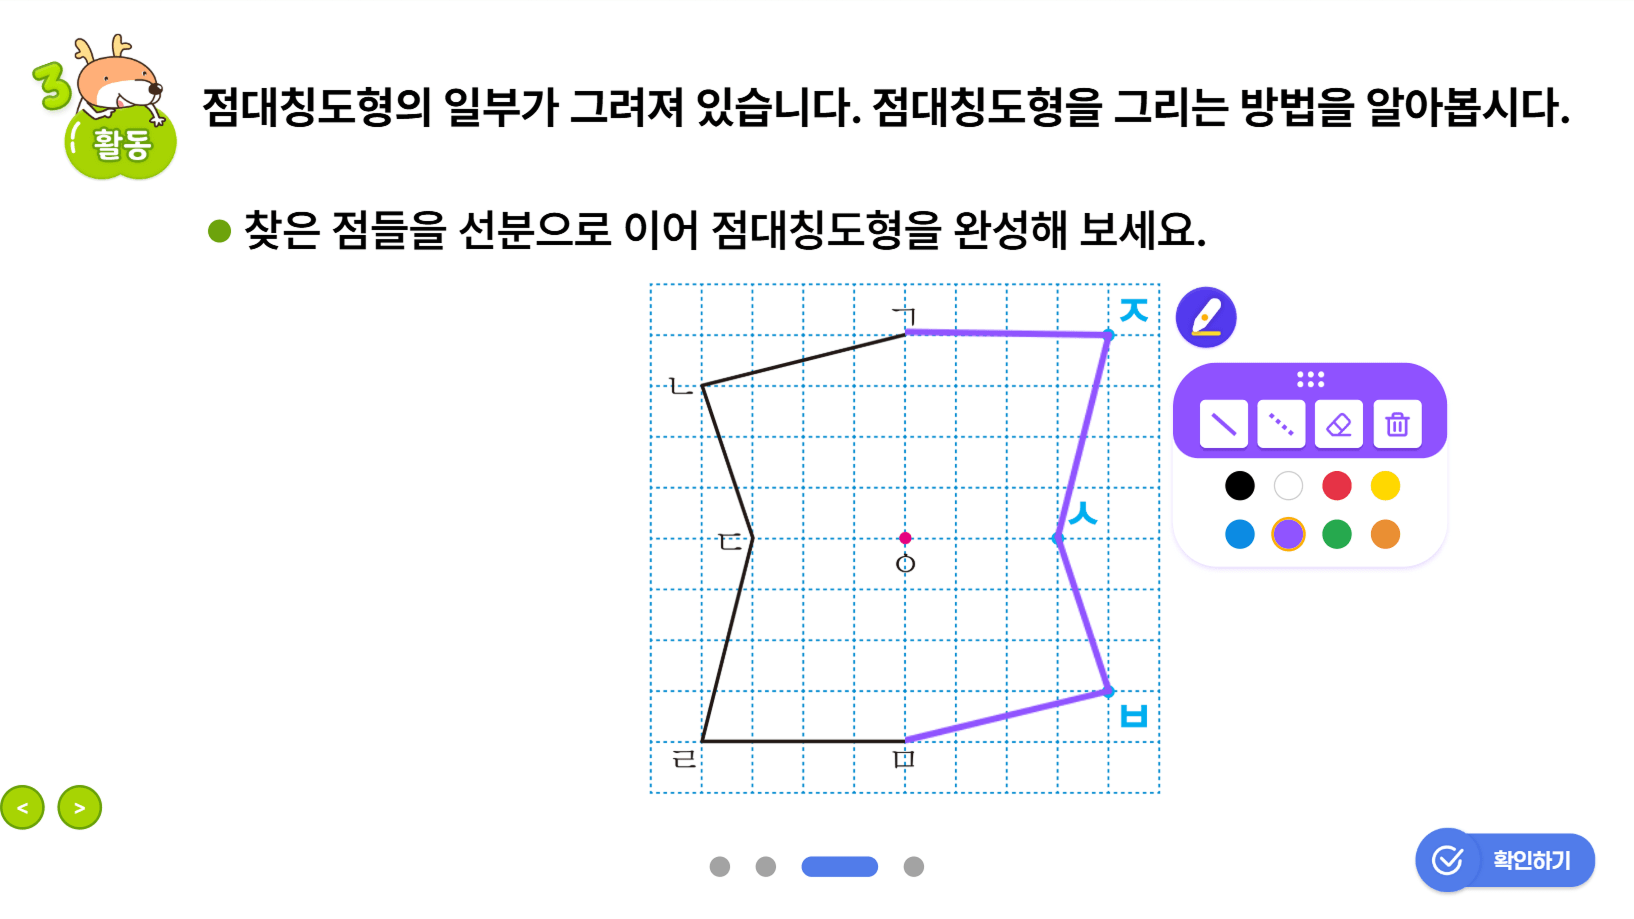 3
활동
점대칭도형의 일부가 그려져 있습니다. 점대칭도형을 그리는 방법을 알아봅시다.
찾은 점들을 선분으로 이어 점대칭도형을 완성해 보세요.
ㄱ
ㅈ
ㄴ
ㄷ
ㅅ
ㅇ
ㄹ
ㅁ
ㅂ
< >
확인하기